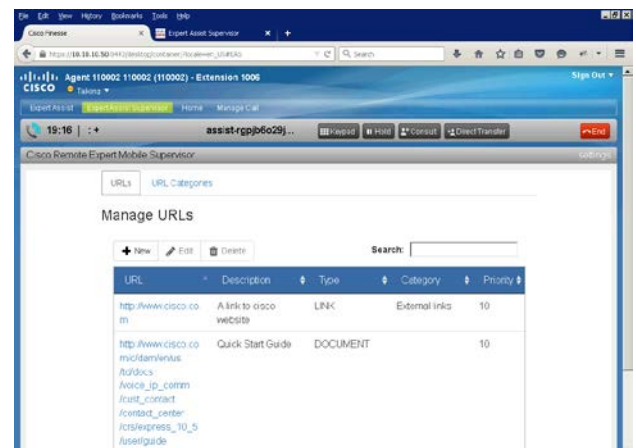 File Edit View History Bookmarks Tools Help
Cisco Finesse × Expert Assist Supervisor × +
Search
CISCO Agent 110002 110002 (110002) - Extension 1006 Sign Out
Talking
Expert Assist ExpertAssist Supervisor Home Manage Call
19:16 | :+ assist-rgpjb6o29j... Keypad Hold Consult Direct Transfer End
Cisco Remote Expert Mobile Supervisor settings
URLs URL Categories
Manage URLs
+ New Edit Delete Search:
URL Description Type Category Priority
http://www.cisco.co A link to cisco LINK External links 10
m website
http://www.cisco.co Quick Start Guide DOCUMENT 10
m/c/dam/en/us
/td/docs
/voice_ip_comm
/cust_contact
/contact_center
/crs/express_10_5
/user/guide